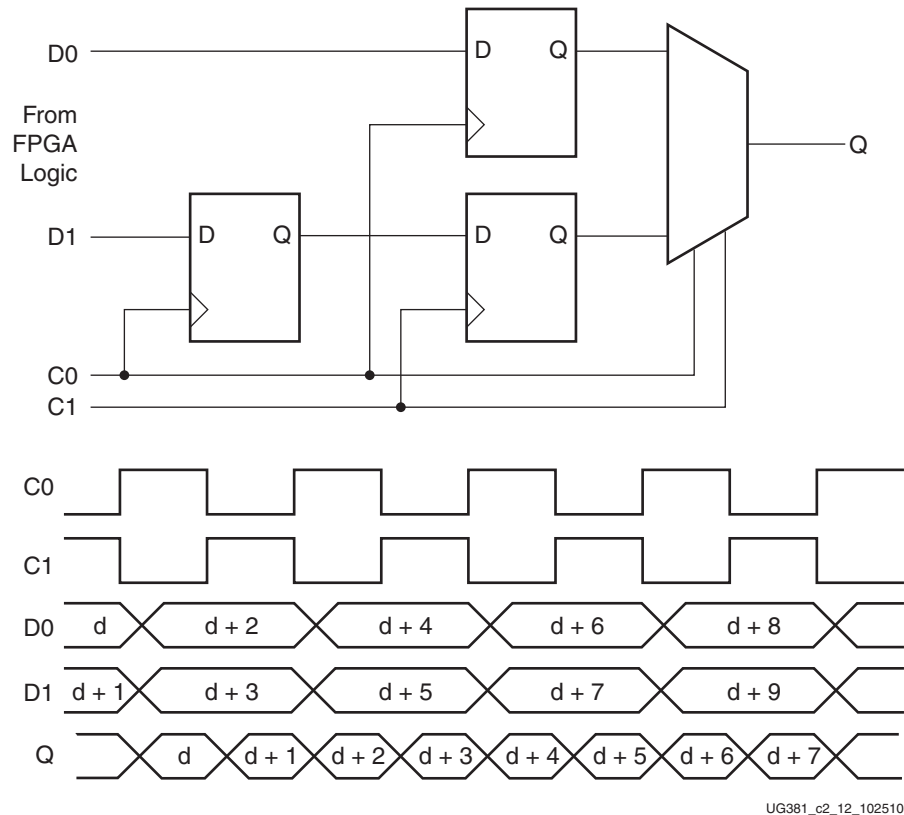 D0
D Q
From
FPGA
Logic
Q
D1
D Q
D Q
C0
C1
C0
C1
D0 d d + 2 d + 4 d + 6 d + 8
D1 d + 1 d + 3 d + 5 d + 7 d + 9
Q d d + 1 d + 2 d + 3 d + 4 d + 5 d + 6 d + 7
UG381_c2_12_102510